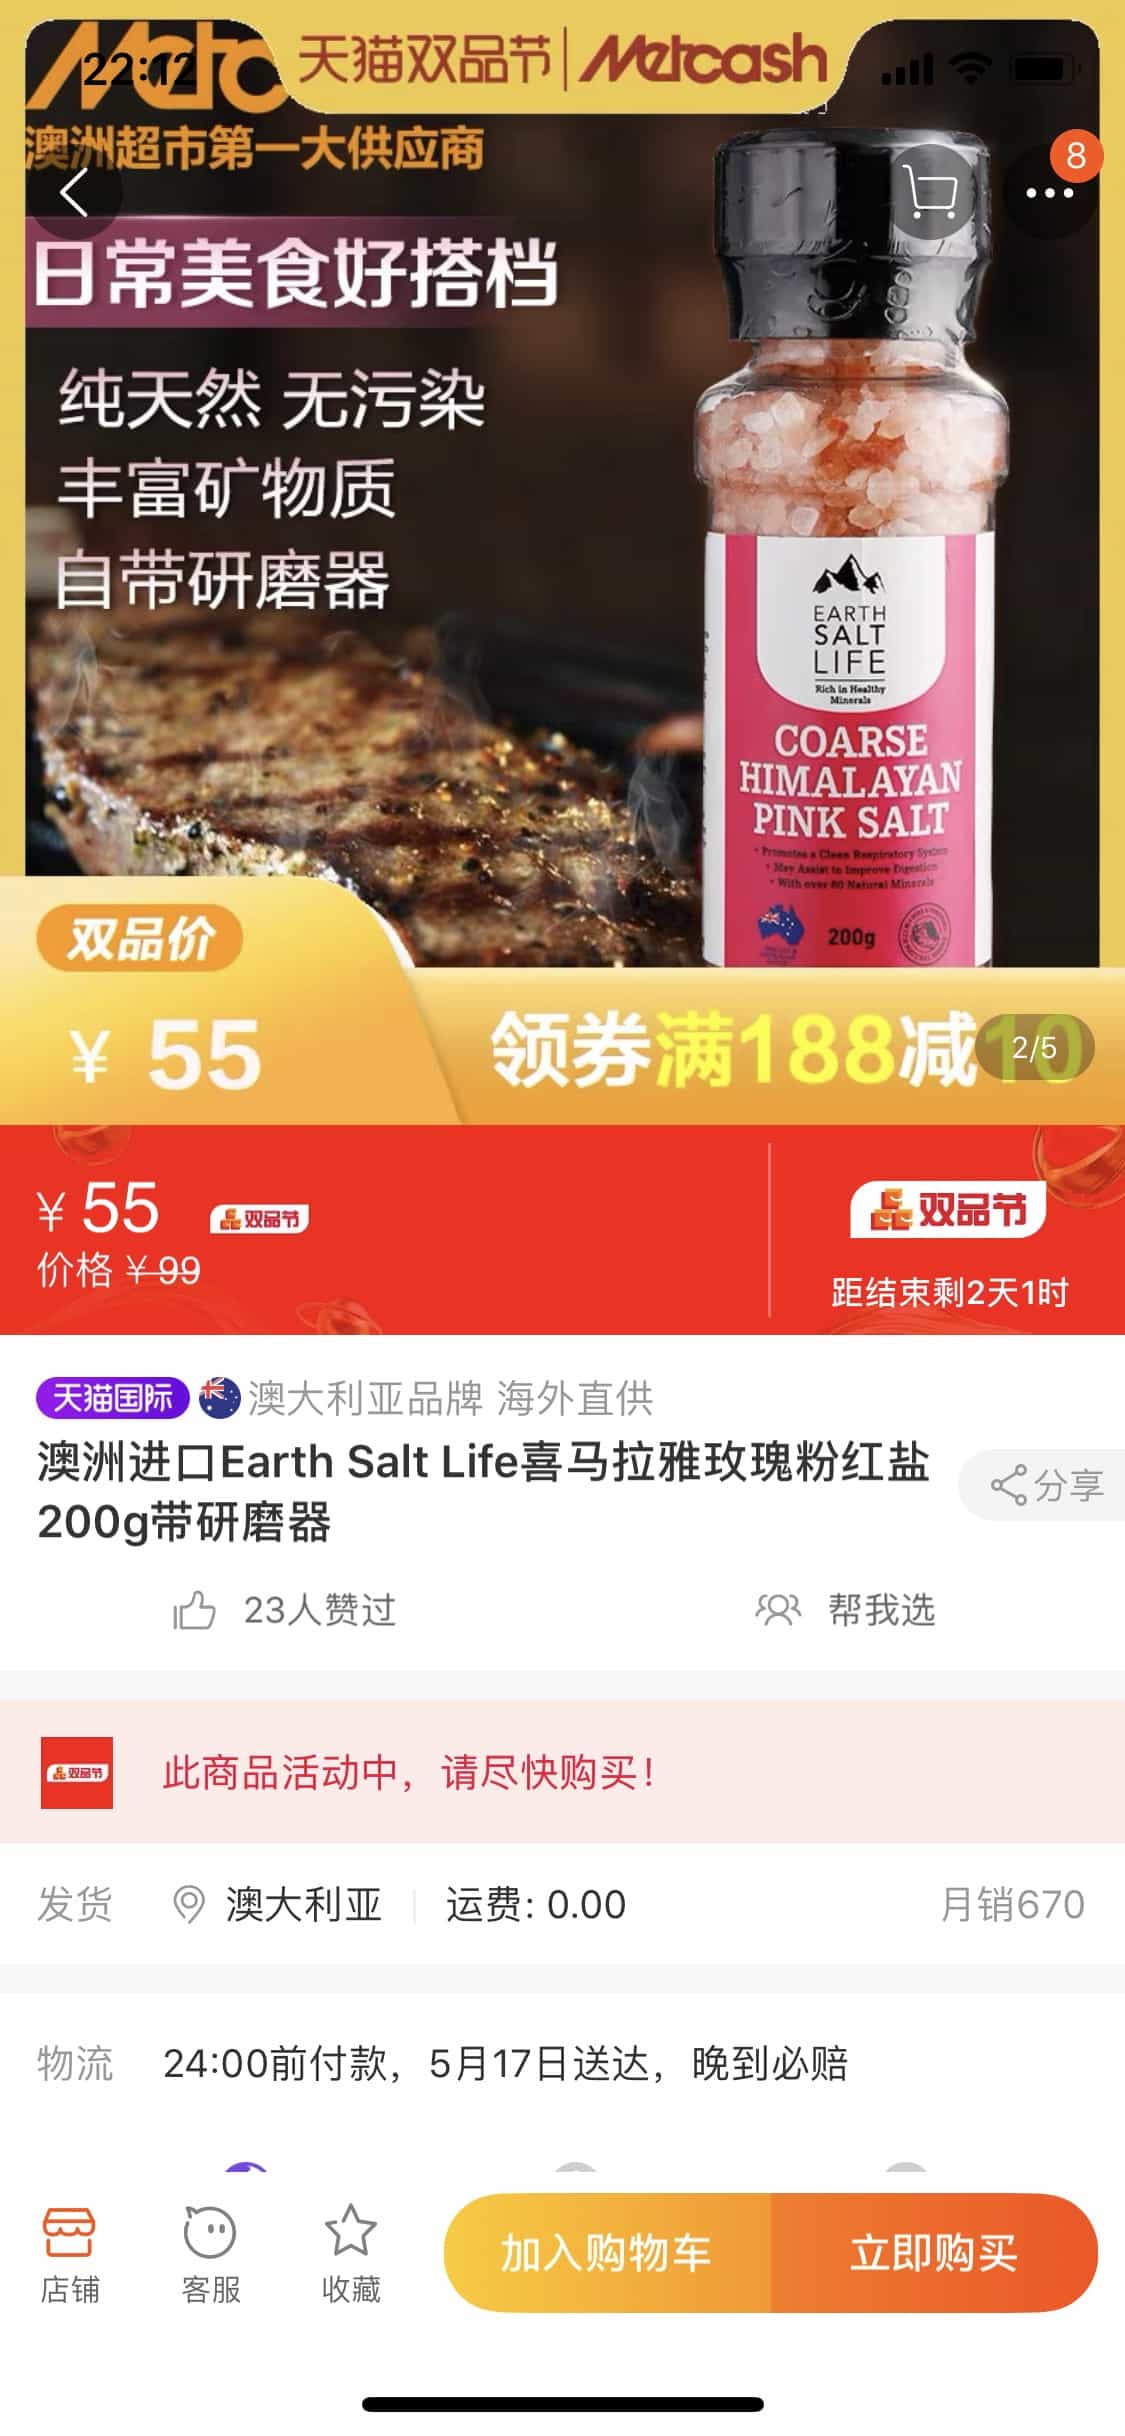 22:12
天猫双品节|Metcash
Metc
澳洲超市第一大供应商
8
日常美食好搭档
纯天然 无污染
丰富矿物质
自带研磨器
EARTH
SALT
LIFE
Rich in Healthy
Minerals
COARSE
HIMALAYAN
PINK SALT
• Promotes a Clean Respiratory System
• May Assist to Improve Digestion
• With over 80 Natural Minerals
200g
双品价
¥ 55
领券满188减10
2/5
¥ 55 双品节
价格 ¥ 99
双品节
距结束剩2天1时
天猫国际 澳大利亚品牌 海外直供
澳洲进口Earth Salt Life喜马拉雅玫瑰粉红盐
200g带研磨器
分享
23人赞过
帮我选
双品节
此商品活动中，请尽快购买！
发货 澳大利亚 运费: 0.00 月销670
物流 24:00前付款，5月17日送达，晚到必赔
店铺
客服
收藏
加入购物车
立即购买